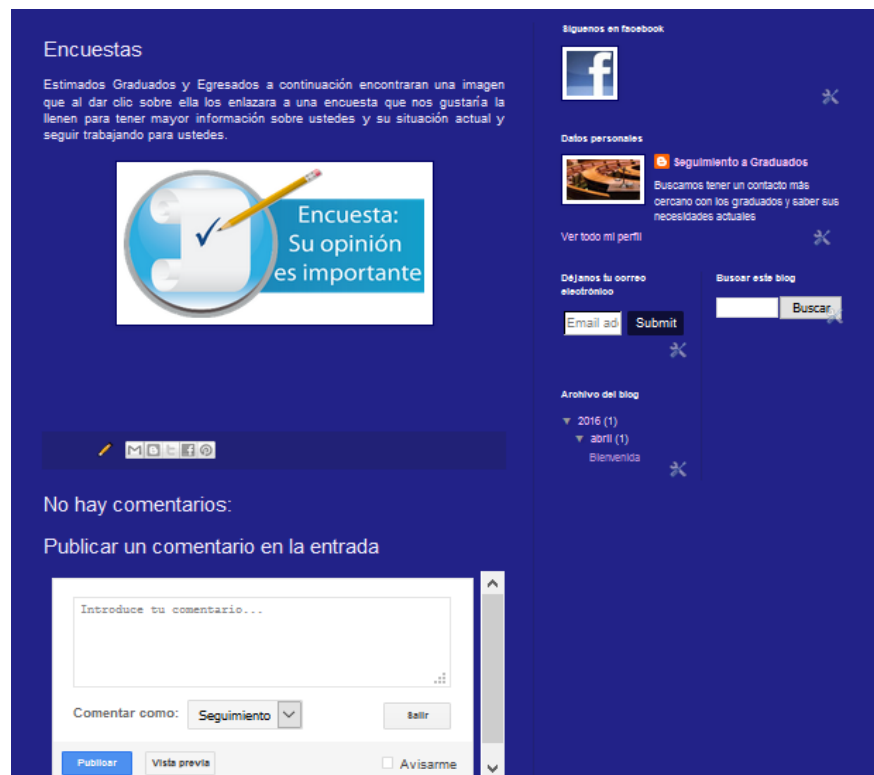 Encuestas
Estimados Graduados y Egresados a continuación encontraran una imagen
que al dar clic sobre ella los enlazara a una encuesta que nos gustaría la
llenen para tener mayor información sobre ustedes y su situación actual y
seguir trabajando para ustedes.
Encuesta:
Su opinión
es importante
No hay comentarios:
Publicar un comentario en la entrada
Introduce tu comentario...
Comentar como:
Seguimiento
Salir
Publicar
Vista previa
Avisarme
Síguenos en facebook
Datos personales
Seguimiento a Graduados
Buscamos tener un contacto más
cercano con los graduados y saber sus
necesidades actuales
Ver todo mi perfil
Déjanos tu correo
electrónico
Email ad
Submit
Buscar este blog
Buscar
Archivo del blog
▼ 2016 (1)
▼ abril (1)
Bienvenida